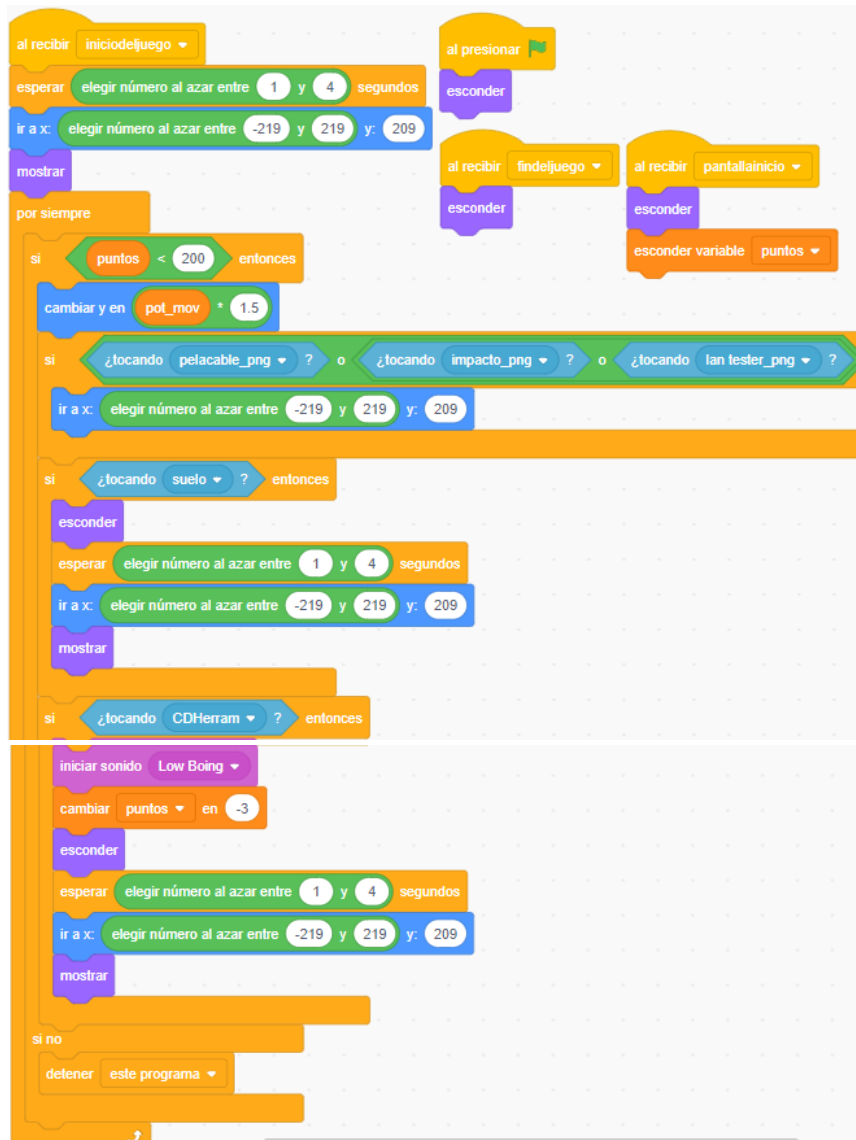 al recibir iniciodeljuego
esperar elegir número al azar entre 1 y 4 segundos
ir a x: elegir número al azar entre -219 y 219 y: 209
mostrar
por siempre
si puntos < 200 entonces
cambiar y en pot_mov * 1.5
si ¿tocando pelacable_png ? o ¿tocando impacto_png ? o ¿tocando lan tester_png ?
ir a x: elegir número al azar entre -219 y 219 y: 209
si ¿tocando suelo ? entonces
esconder
esperar elegir número al azar entre 1 y 4 segundos
ir a x: elegir número al azar entre -219 y 219 y: 209
mostrar
si ¿tocando CDHerram ? entonces
iniciar sonido Low Boing
cambiar puntos en -3
esconder
esperar elegir número al azar entre 1 y 4 segundos
ir a x: elegir número al azar entre -219 y 219 y: 209
mostrar
si no
detener este programa
al presionar
esconder
al recibir findeljuego
esconder
al recibir pantallainicio
esconder
esconder variable puntos